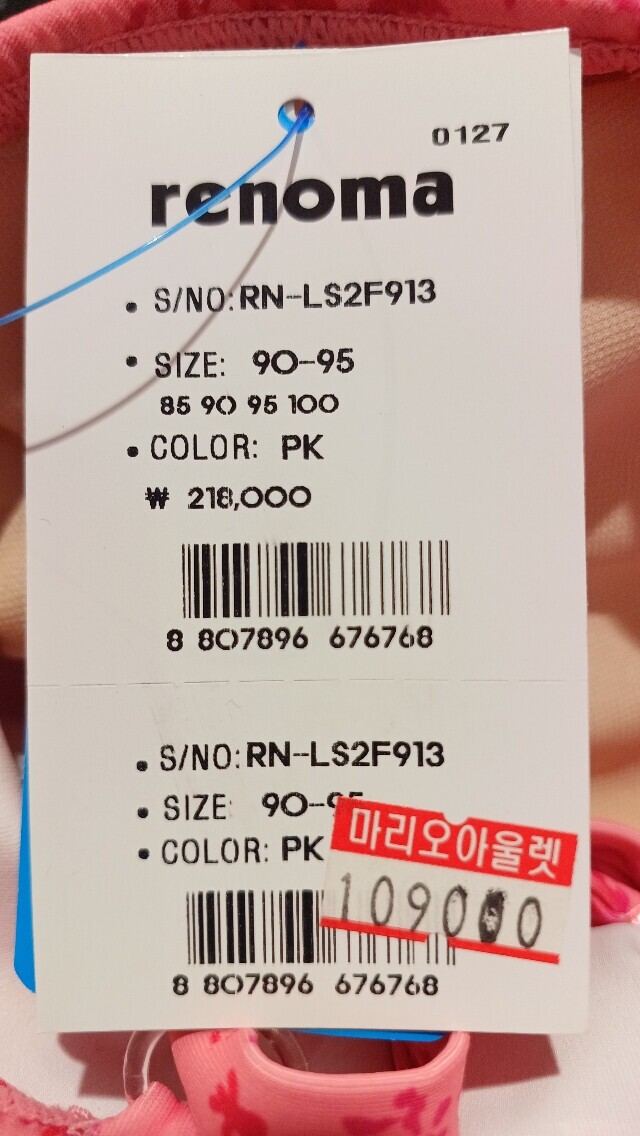 0127
renoma
• S/NO: RN-LS2F913
• SIZE: 90-95
85 90 95 100
• COLOR: PK
₩ 218,000
8 807896 676768
• S/NO: RN-LS2F913
• SIZE: 90-95
• COLOR: PK
마리오아울렛
109000
8 807896 676768